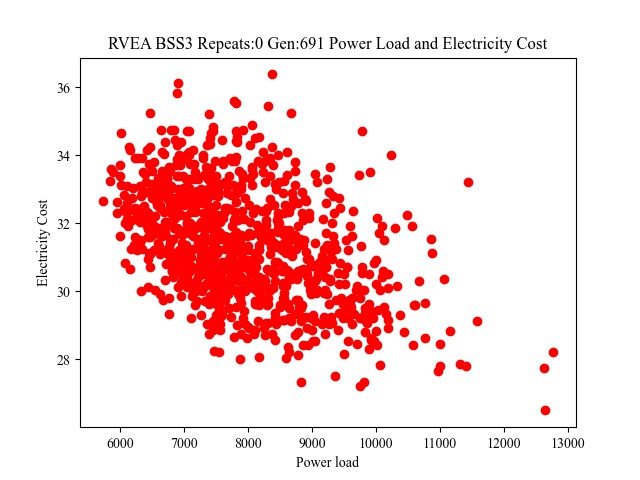 RVEA BSS3 Repeats:0 Gen:691 Power Load and Electricity Cost
36
34
32
30
28
Electricity Cost
6000 7000 8000 9000 10000 11000 12000 13000
Power load